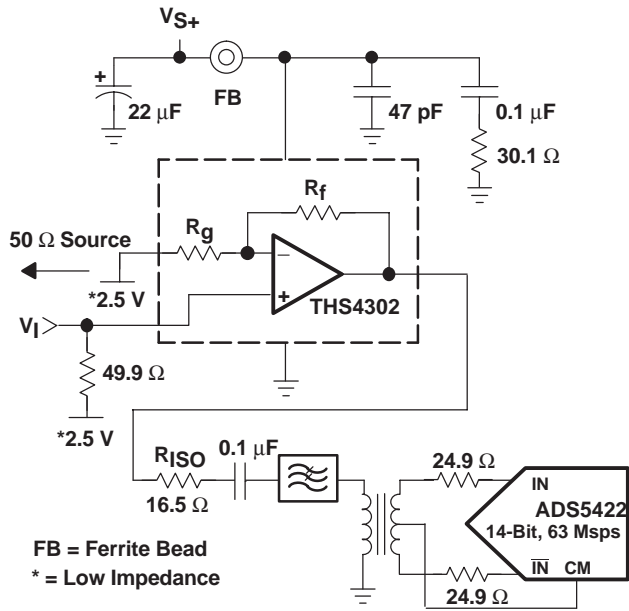 VS+
+
22 μF
FB
47 pF
0.1 μF
30.1 Ω
Rf
Rg
50 Ω Source
*2.5 V
−
+
THS4302
VI
49.9 Ω
*2.5 V
RISO
16.5 Ω
0.1 μF
24.9 Ω
IN
ADS5422
14-Bit, 63 Msps
IN CM
24.9 Ω
FB = Ferrite Bead
* = Low Impedance